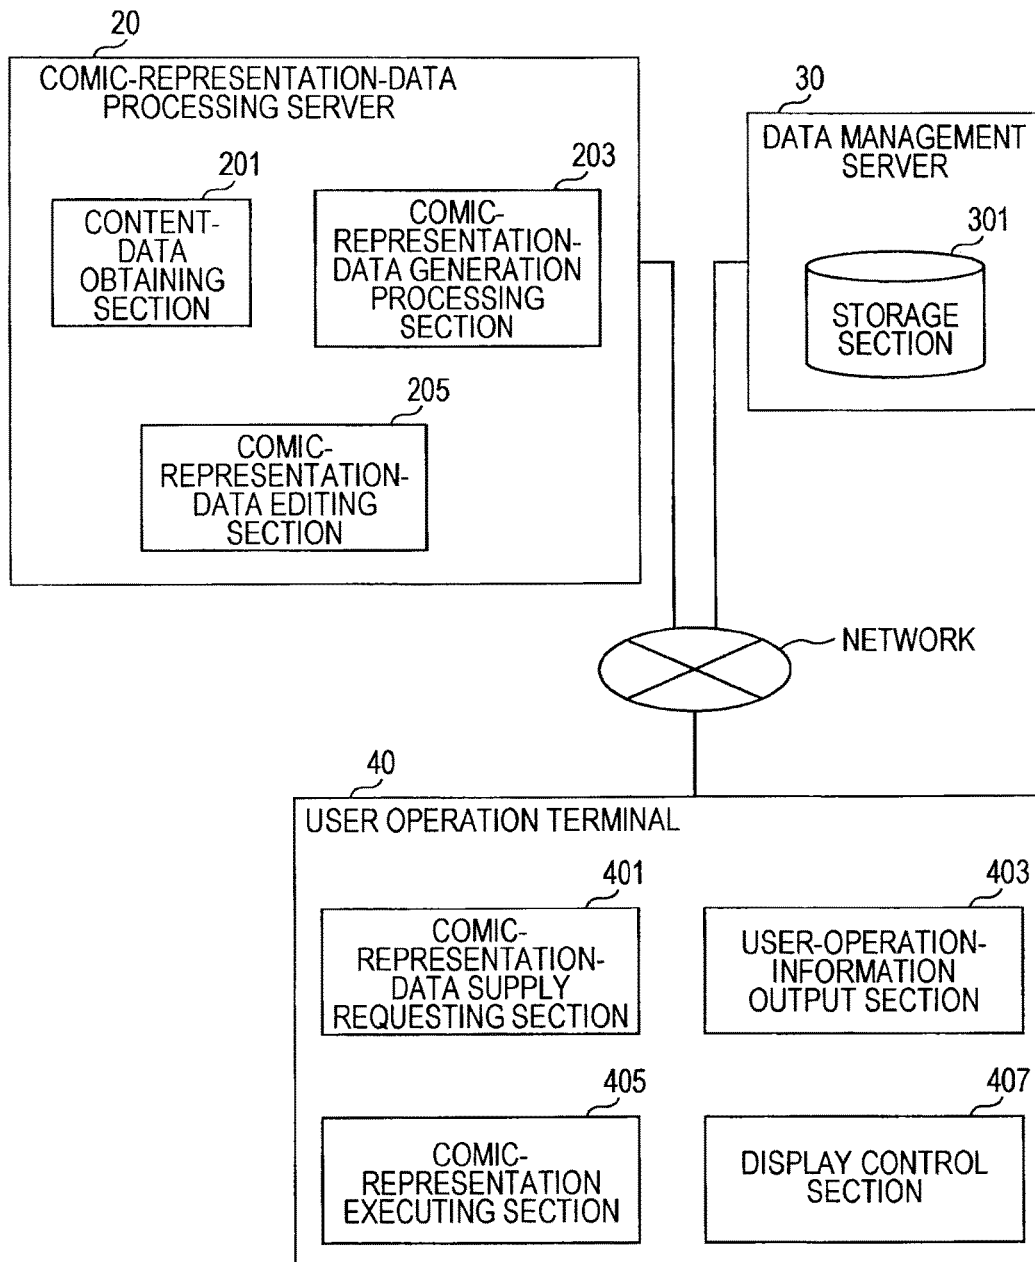 20
COMIC-REPRESENTATION-DATA
PROCESSING SERVER
201
CONTENT-
DATA
OBTAINING
SECTION
203
COMIC-
REPRESENTATION-
DATA GENERATION
PROCESSING
SECTION
205
COMIC-
REPRESENTATION-
DATA EDITING
SECTION
30
DATA MANAGEMENT
SERVER
301
STORAGE
SECTION
NETWORK
40
USER OPERATION TERMINAL
401
COMIC-
REPRESENTATION-
DATA SUPPLY
REQUESTING SECTION
403
USER-OPERATION-
INFORMATION
OUTPUT SECTION
405
COMIC-
REPRESENTATION
EXECUTING SECTION
407
DISPLAY CONTROL
SECTION